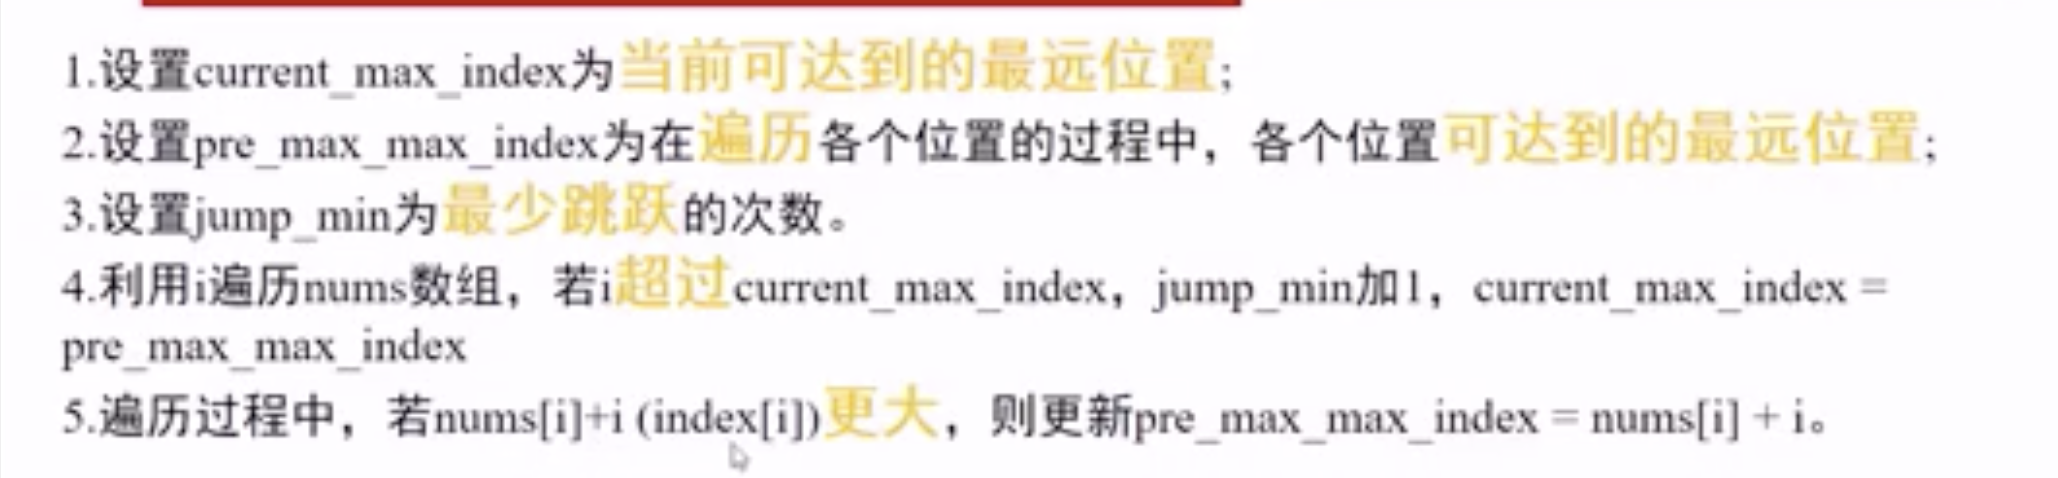 1.设置current_max_index为当前可达到的最远位置;
2.设置pre_max_max_index为在遍历各个位置的过程中，各个位置可达到的最远位置;
3.设置jump_min为最少跳跃的次数。
4.利用i遍历nums数组，若i超过current_max_index，jump_min加1，current_max_index =
pre_max_max_index
5.遍历过程中，若nums[i]+i (index[i])更大，则更新pre_max_max_index = nums[i] + i。